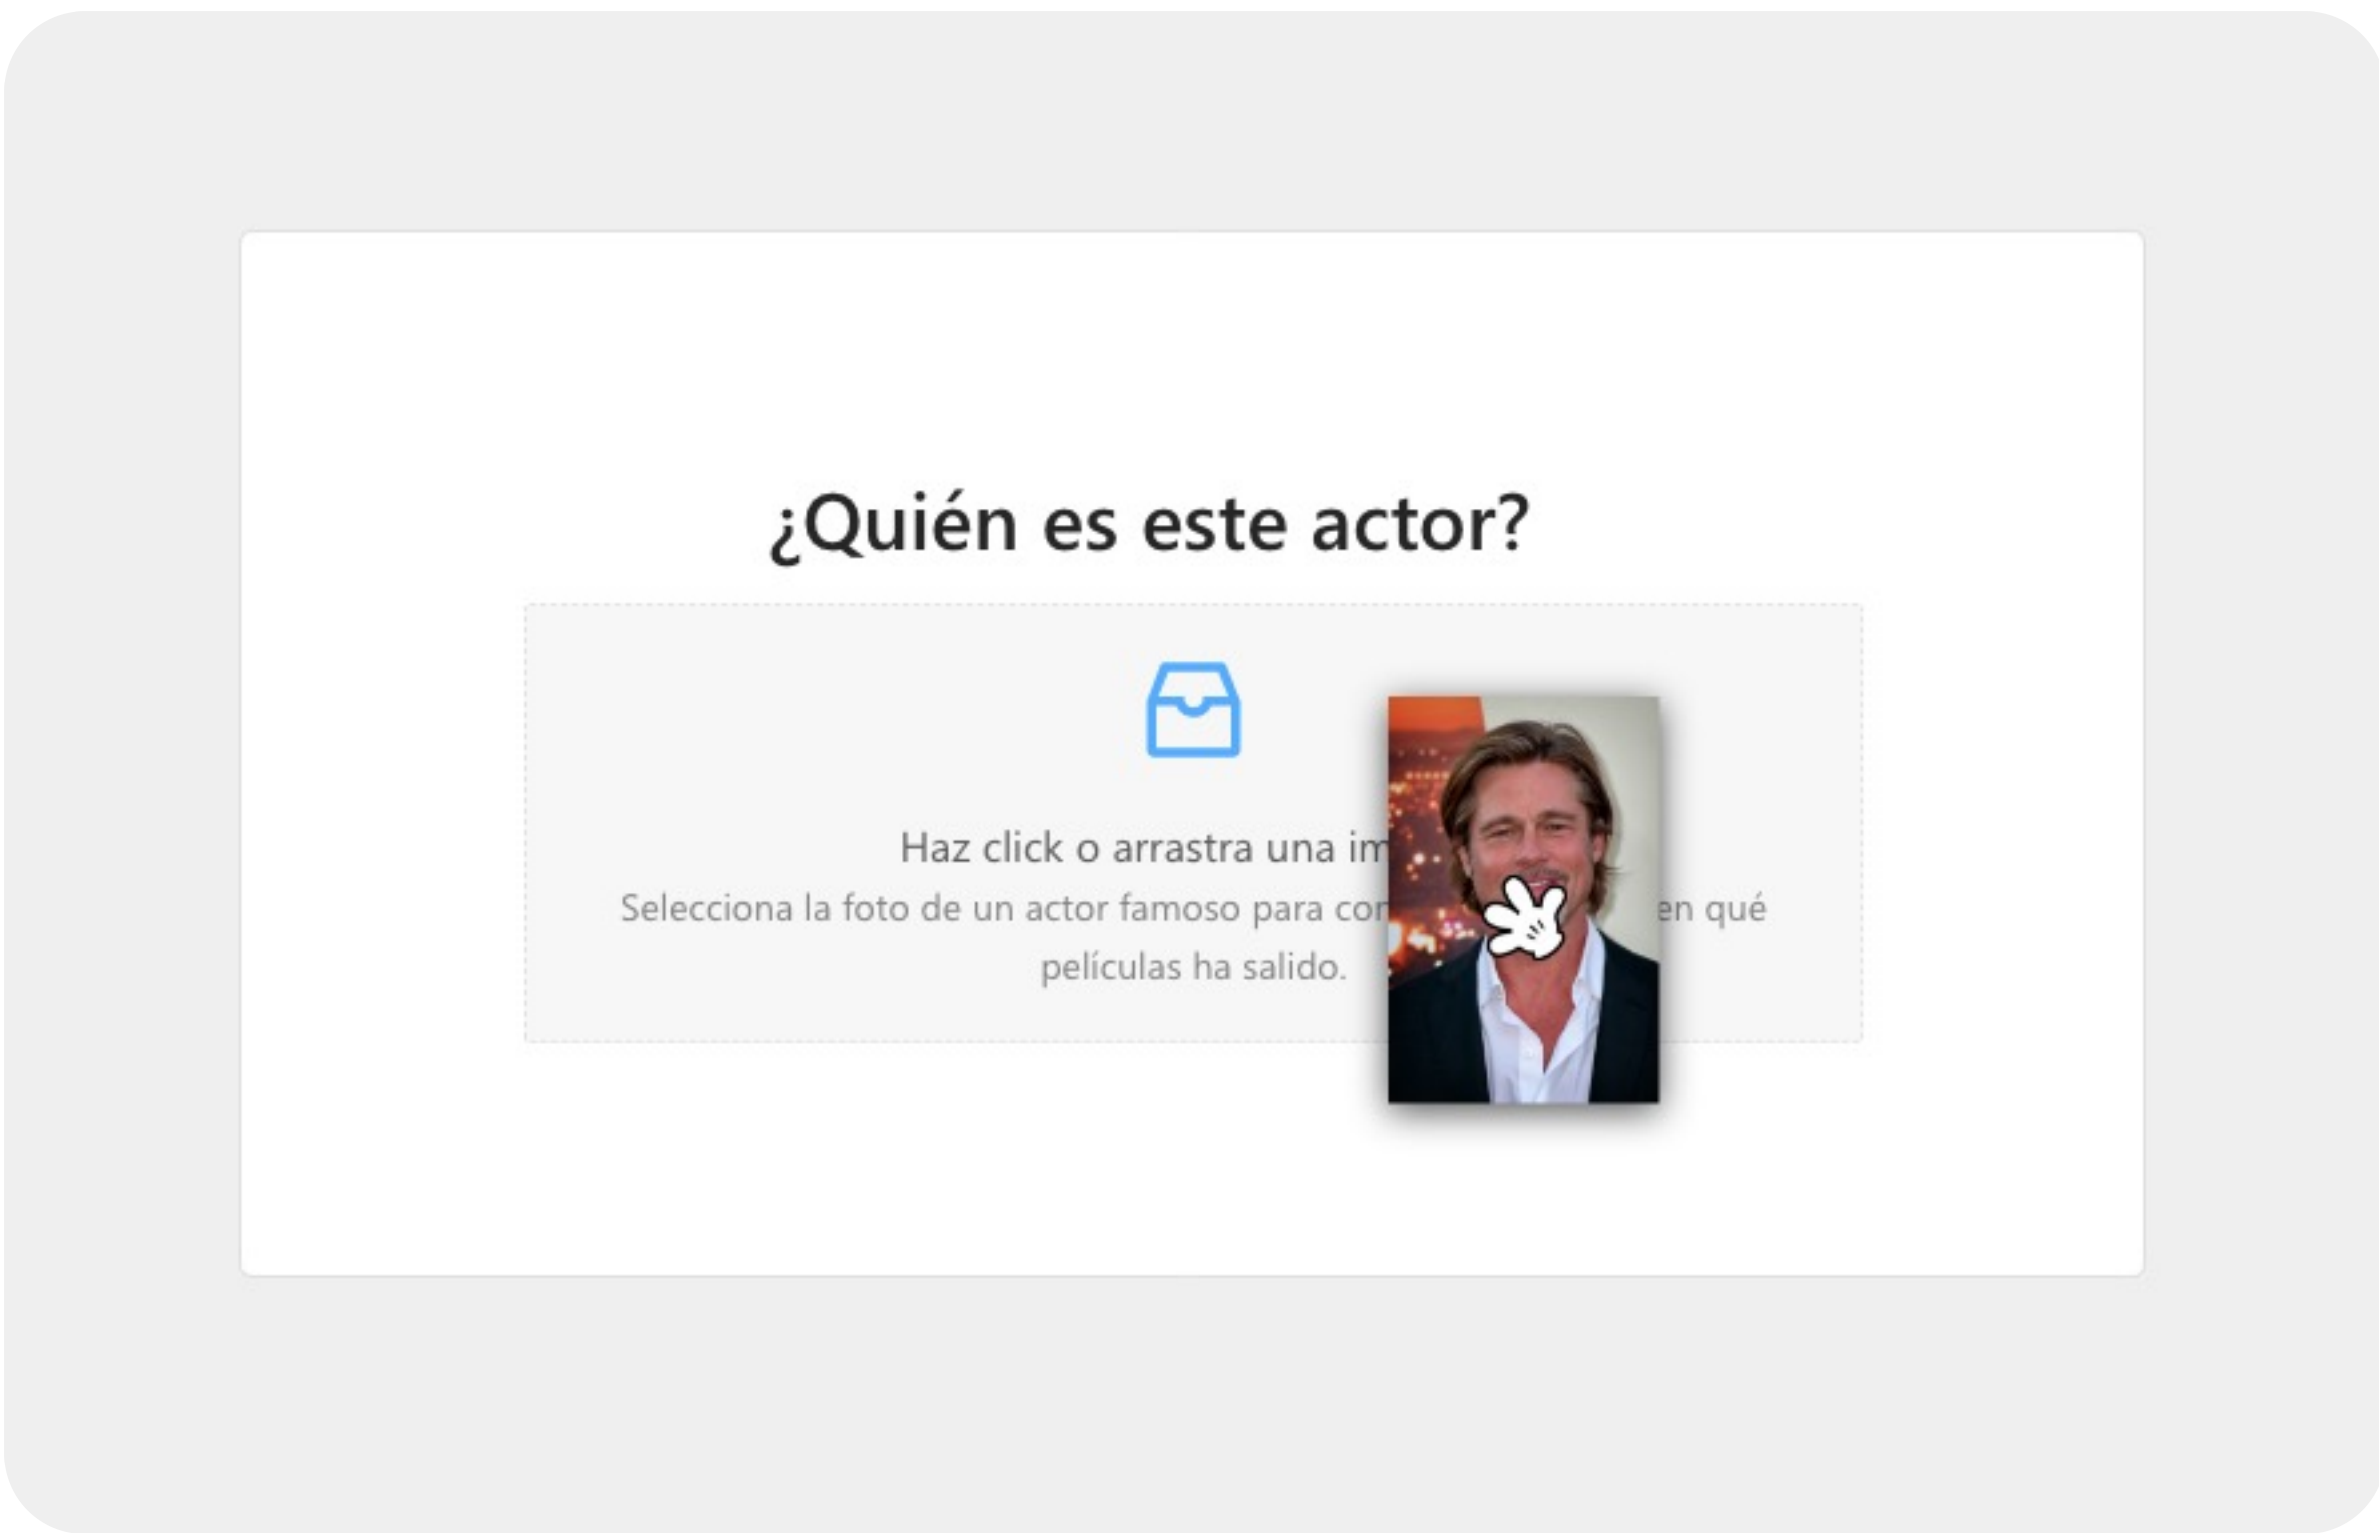 ¿Quién es este actor?
Haz click o arrastra una
Selecciona la foto de un actor famoso para en qué
películas ha salido.